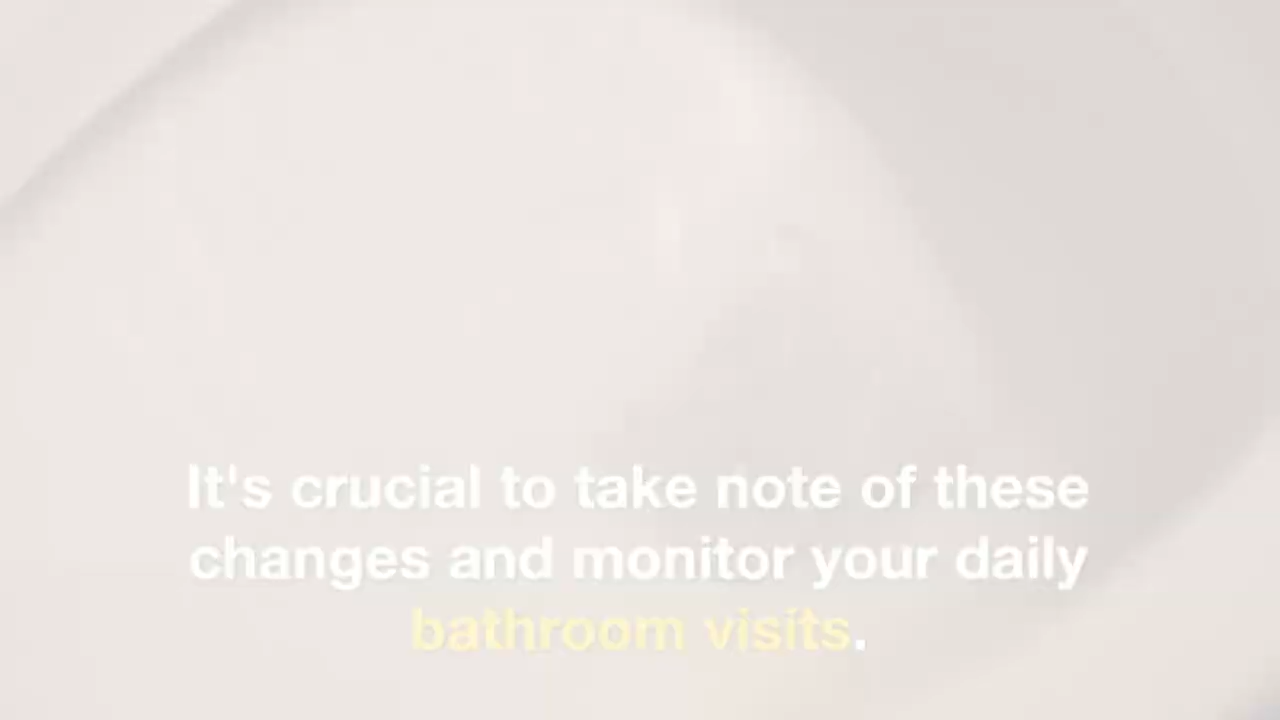 It's crucial to take note of these
changes and monitor your daily
bathroom visits.